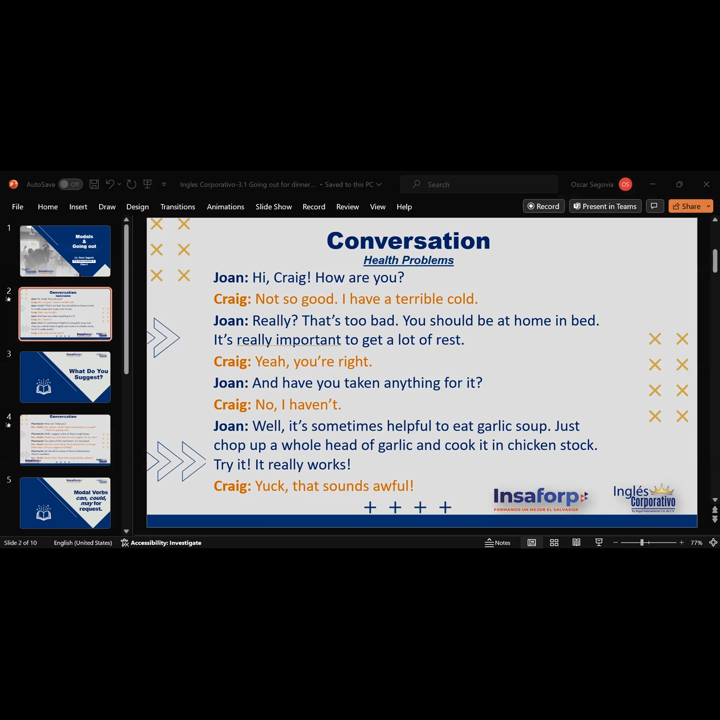 AutoSave Off
Ingles Corporativo-3.1 Going out for dinner... • Saved to this PC
Search
Oscar Segovia OS
File Home Insert Draw Design Transitions Animations Slide Show Record Review View Help
Record Present in Teams Share
1
Modals
&
Going out
2
Conversation
3
What Do You
Suggest?
4
Conversation
5
Modal Verbs
can, could,
may for
request.
Conversation
Health Problems
Joan: Hi, Craig! How are you?
Craig: Not so good. I have a terrible cold.
Joan: Really? That's too bad. You should be at home in bed.
It's really important to get a lot of rest.
Craig: Yeah, you're right.
Joan: And have you taken anything for it?
Craig: No, I haven't.
Joan: Well, it's sometimes helpful to eat garlic soup. Just
chop up a whole head of garlic and cook it in chicken stock.
Try it! It really works!
Craig: Yuck, that sounds awful!
Insaforp
FORMANDO UN MEJOR EL SALVADOR
Inglés
Corporativo
Slide 2 of 10 English (United States) Accessibility: Investigate
Notes
77%